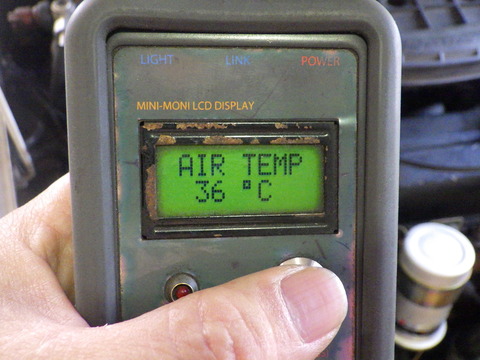 LIGHT LINK POWER
MINI-MONI LCD DISPLAY
AIR TEMP
36 °C